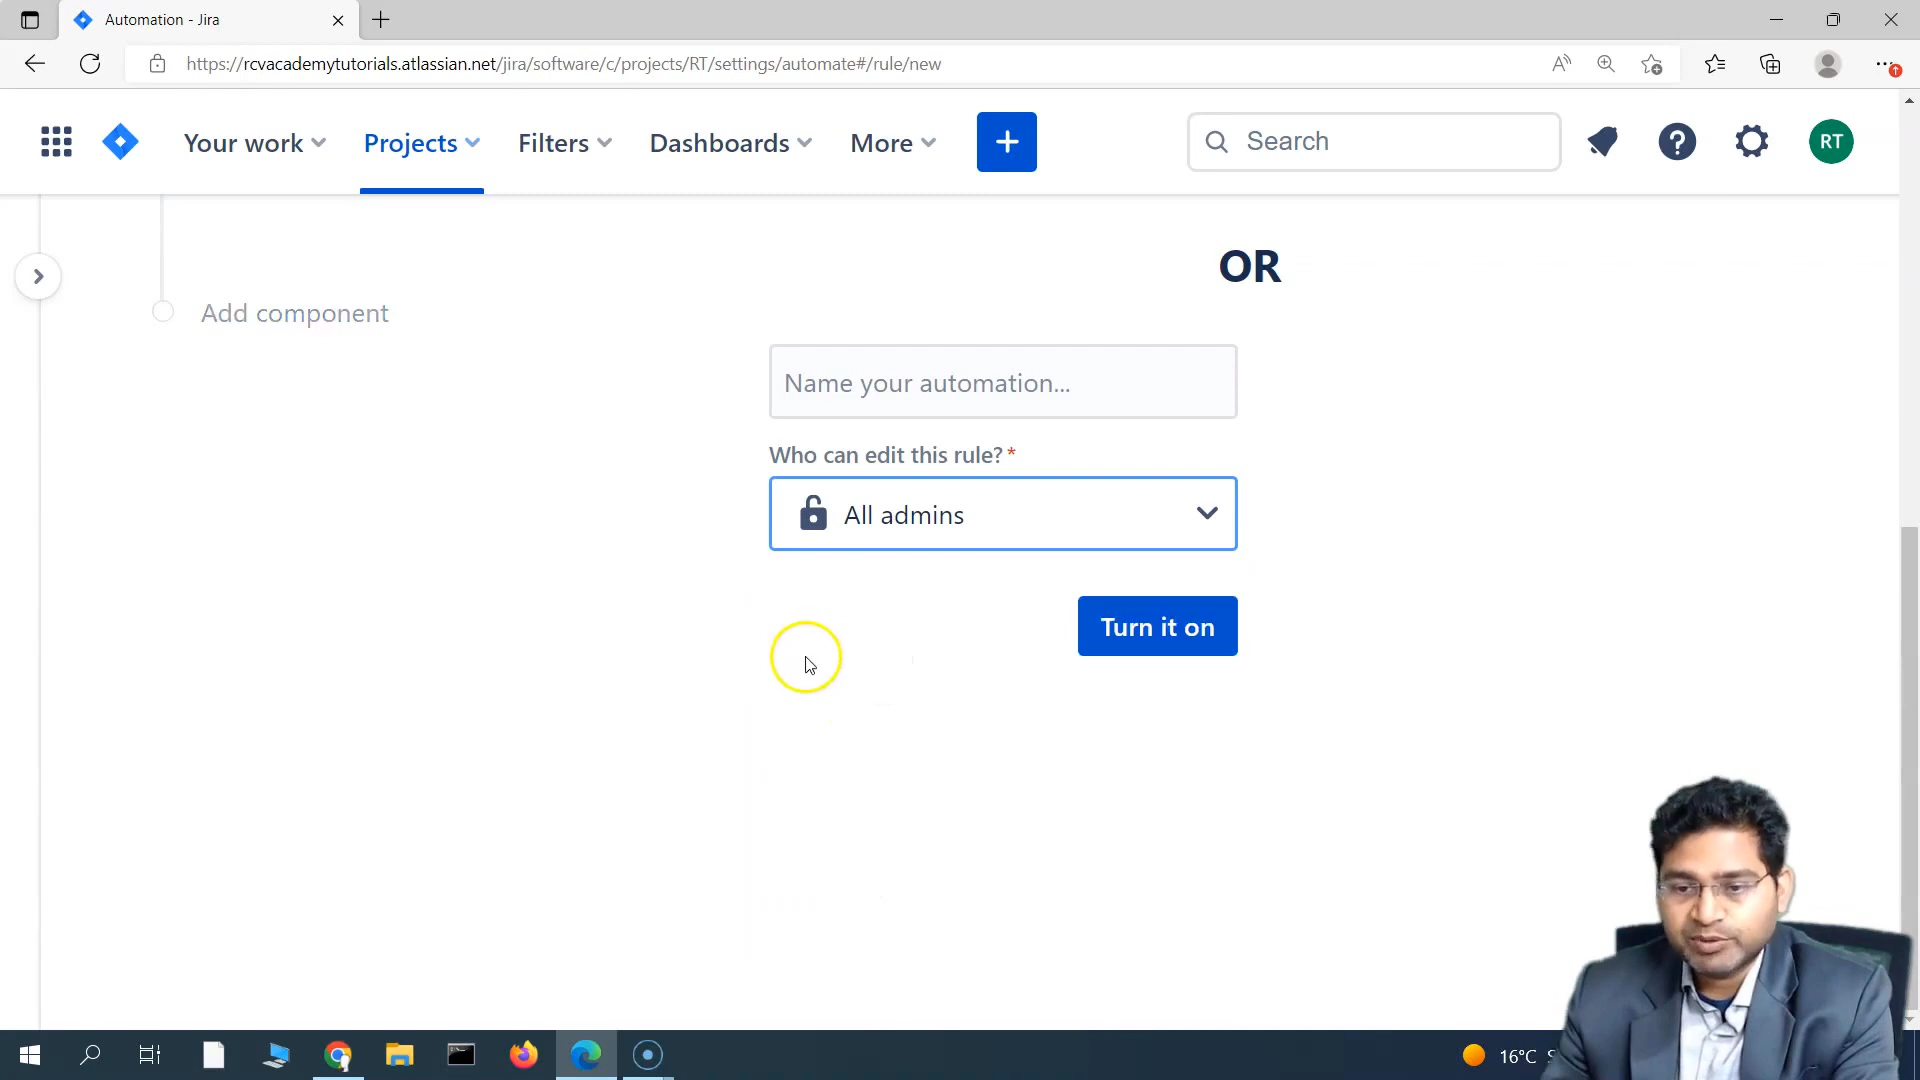 Automation - Jira
https://rcvacademytutorials.atlassian.net/jira/software/c/projects/RT/settings/automate#/rule/new
Your work
Projects
Filters
Dashboards
More
+
Search
RT
OR
Add component
Name your automation...
Who can edit this rule? *
All admins
Turn it on
16°C